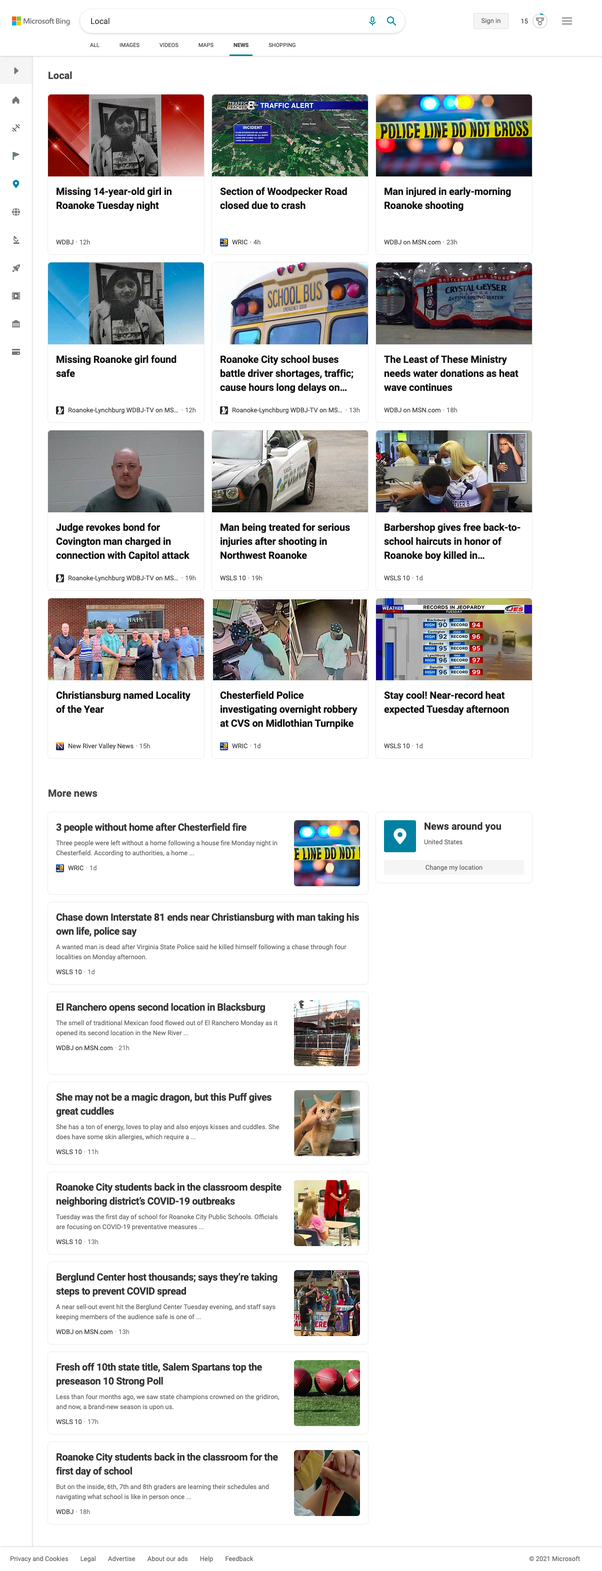 Microsoft Bing
Local
Sign in
15
ALL
IMAGES
VIDEOS
MAPS
NEWS
SHOPPING
Local
TRAFFIC ALERT
INCIDENT
POLICE LINE DO NOT CROSS
Missing 14-year-old girl in
Roanoke Tuesday night
WDBJ · 12h
Section of Woodpecker Road
closed due to crash
WRIC · 4h
Man injured in early-morning
Roanoke shooting
WDBJ on MSN.com · 23h
SCHOOL BUS
CRYSTAL GEYSER
Missing Roanoke girl found
safe
Roanoke-Lynchburg WDBJ-TV on MS... · 12h
Roanoke City school buses
battle driver shortages, traffic;
cause hours long delays on...
Roanoke-Lynchburg WDBJ-TV on MS... · 13h
The Least of These Ministry
needs water donations as heat
wave continues
WDBJ on MSN.com · 18h
Judge revokes bond for
Covington man charged in
connection with Capitol attack
Roanoke-Lynchburg WDBJ-TV on MS... · 19h
Man being treated for serious
injuries after shooting in
Northwest Roanoke
WSLS 10 · 19h
Barbershop gives free back-to-
school haircuts in honor of
Roanoke boy killed in...
WSLS 10 · 1d
WEATHER
RECORDS IN JEOPARDY
90 RECORD 94
92 RECORD 96
95 RECORD 95
96 RECORD 97
96 RECORD 99
Christiansburg named Locality
of the Year
New River Valley News · 15h
Chesterfield Police
investigating overnight robbery
at CVS on Midlothian Turnpike
WRIC · 1d
Stay cool! Near-record heat
expected Tuesday afternoon
WSLS 10 · 1d
More news
3 people without home after Chesterfield fire
Three people were left without a home following a house fire Monday night in
Chesterfield. According to authorities, a home ...
WRIC · 1d
E LINE DO NOT
News around you
United States
Change my location
Chase down Interstate 81 ends near Christiansburg with man taking his
own life, police say
A wanted man is dead after Virginia State Police said he killed himself following a chase through four
localities on Monday afternoon.
WSLS 10 · 1d
El Ranchero opens second location in Blacksburg
The smell of traditional Mexican food flowed out of El Ranchero Monday as it
opened its second location in the New River ...
WDBJ on MSN.com · 21h
She may not be a magic dragon, but this Puff gives
great cuddles
She has a ton of energy, loves to play and also enjoys kisses and cuddles. She
does have some skin allergies, which require a ...
WSLS 10 · 11h
Roanoke City students back in the classroom despite
neighboring district's COVID-19 outbreaks
Tuesday was the first day of school for Roanoke City Public Schools. Officials
are focusing on COVID-19 preventative measures ...
WSLS 10 · 13h
Berglund Center host thousands; says they're taking
steps to prevent COVID spread
A near sell-out event hit the Berglund Center Tuesday evening, and staff says
keeping members of the audience safe is one of ...
WDBJ on MSN.com · 13h
Fresh off 10th state title, Salem Spartans top the
preseason 10 Strong Poll
Less than four months ago, we saw state champions crowned on the gridiron,
and now, a brand-new season is upon us.
WSLS 10 · 17h
Roanoke City students back in the classroom for the
first day of school
But on the inside, 6th, 7th and 8th graders are learning their schedules and
navigating what school is like in person once ...
WDBJ · 18h
Privacy and Cookies
Legal
Advertise
About our ads
Help
Feedback
© 2021 Microsoft